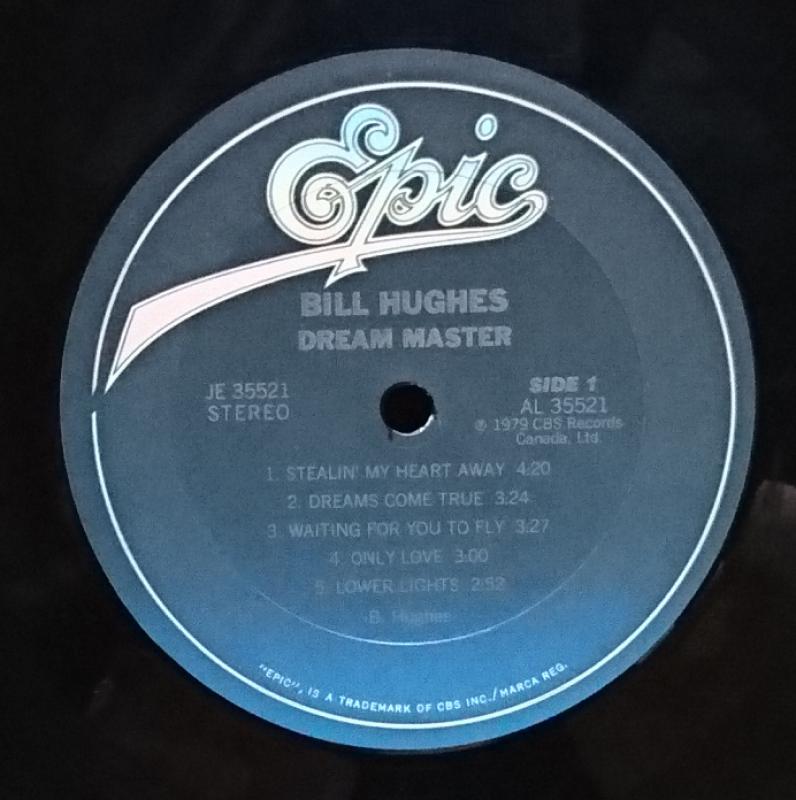 Epic
BILL HUGHES
DREAM MASTER
JE 35521
STEREO
SIDE 1
AL 35521
℗ 1979 CBS Records
Canada, Ltd.
1. STEALIN' MY HEART AWAY 4:20
2. DREAMS COME TRUE 3:24
3. WAITING FOR YOU TO FLY 3:27
4. ONLY LOVE 3:00
5. LOWER LIGHTS 2:52
-B. Hughes-
"EPIC", IS A TRADEMARK OF CBS INC./MARCA REG.